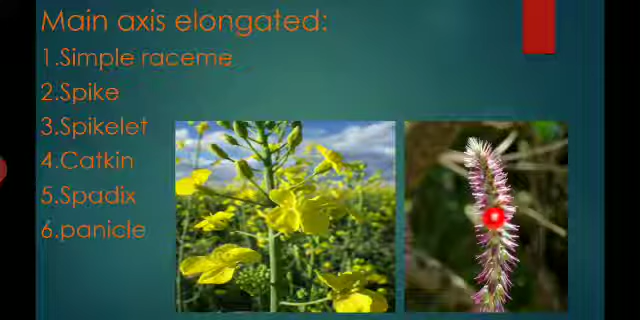 Main axis elongated:
1.Simple raceme
2.Spike
3.Spikelet
4.Catkin
5.Spadix
6.panicle